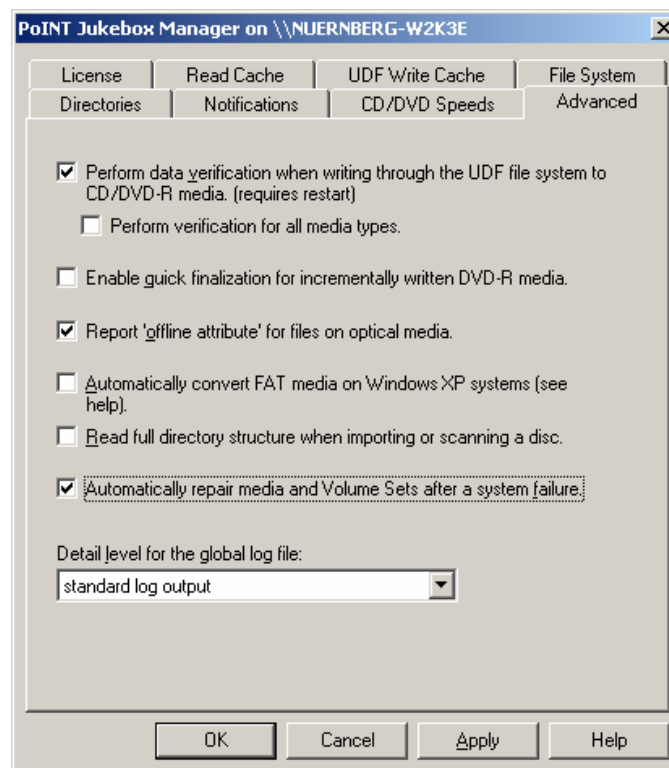 PoINT Jukebox Manager on \\NUERNBERG-W2K3E
License Read Cache UDF Write Cache File System
Directories Notifications CD/DVD Speeds Advanced
Perform data verification when writing through the UDF file system to
CD/DVD-R media. (requires restart)
Perform verification for all media types.
Enable quick finalization for incrementally written DVD-R media.
Report 'offline attribute' for files on optical media.
Automatically convert FAT media on Windows XP systems (see
help).
Read full directory structure when importing or scanning a disc.
Automatically repair media and Volume Sets after a system failure.
Detail level for the global log file:
standard log output
OK Cancel Apply Help